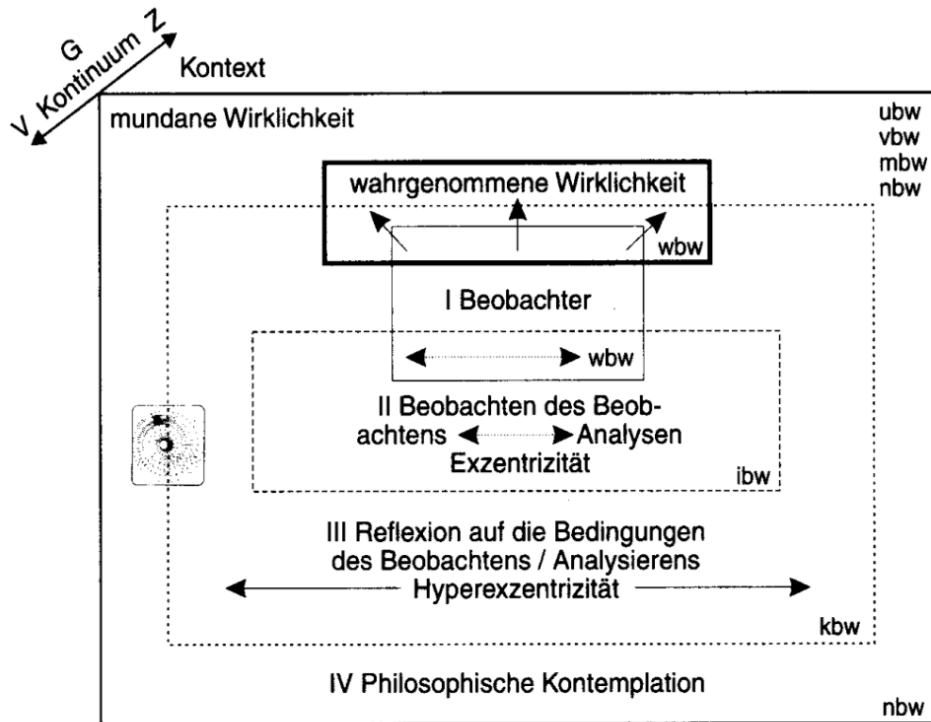 V Kontinuum Z
G
Kontext
mundane Wirklichkeit
ubw
vbw
mbw
nbw
wahrgenommene Wirklichkeit
wbw
I Beobachter
wbw
II Beobachten des Beob-
achtens Analysen
Exzentrizität
ibw
III Reflexion auf die Bedingungen
des Beobachtens / Analysierens
Hyperexzentrizität
kbw
IV Philosophische Kontemplation
nbw